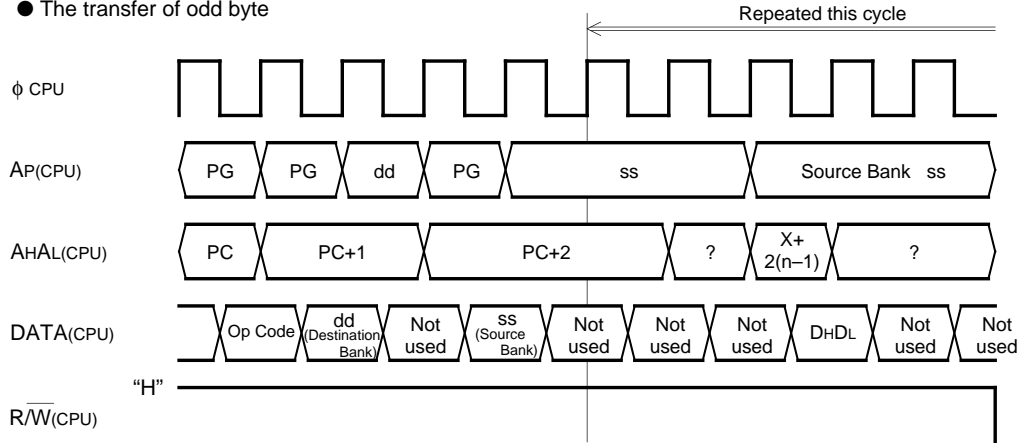 ● The transfer of odd byte
Repeated this cycle
ϕ CPU
AP(CPU) PG PG dd PG ss Source Bank ss
AHAL(CPU) PC PC+1 PC+2 ? X+ 2(n–1) ?
DATA(CPU) Op Code dd (Destination Bank) Not used ss (Source Bank) Not used Not used Not used DHDL Not used Not used
“H”
R/W̅(CPU)